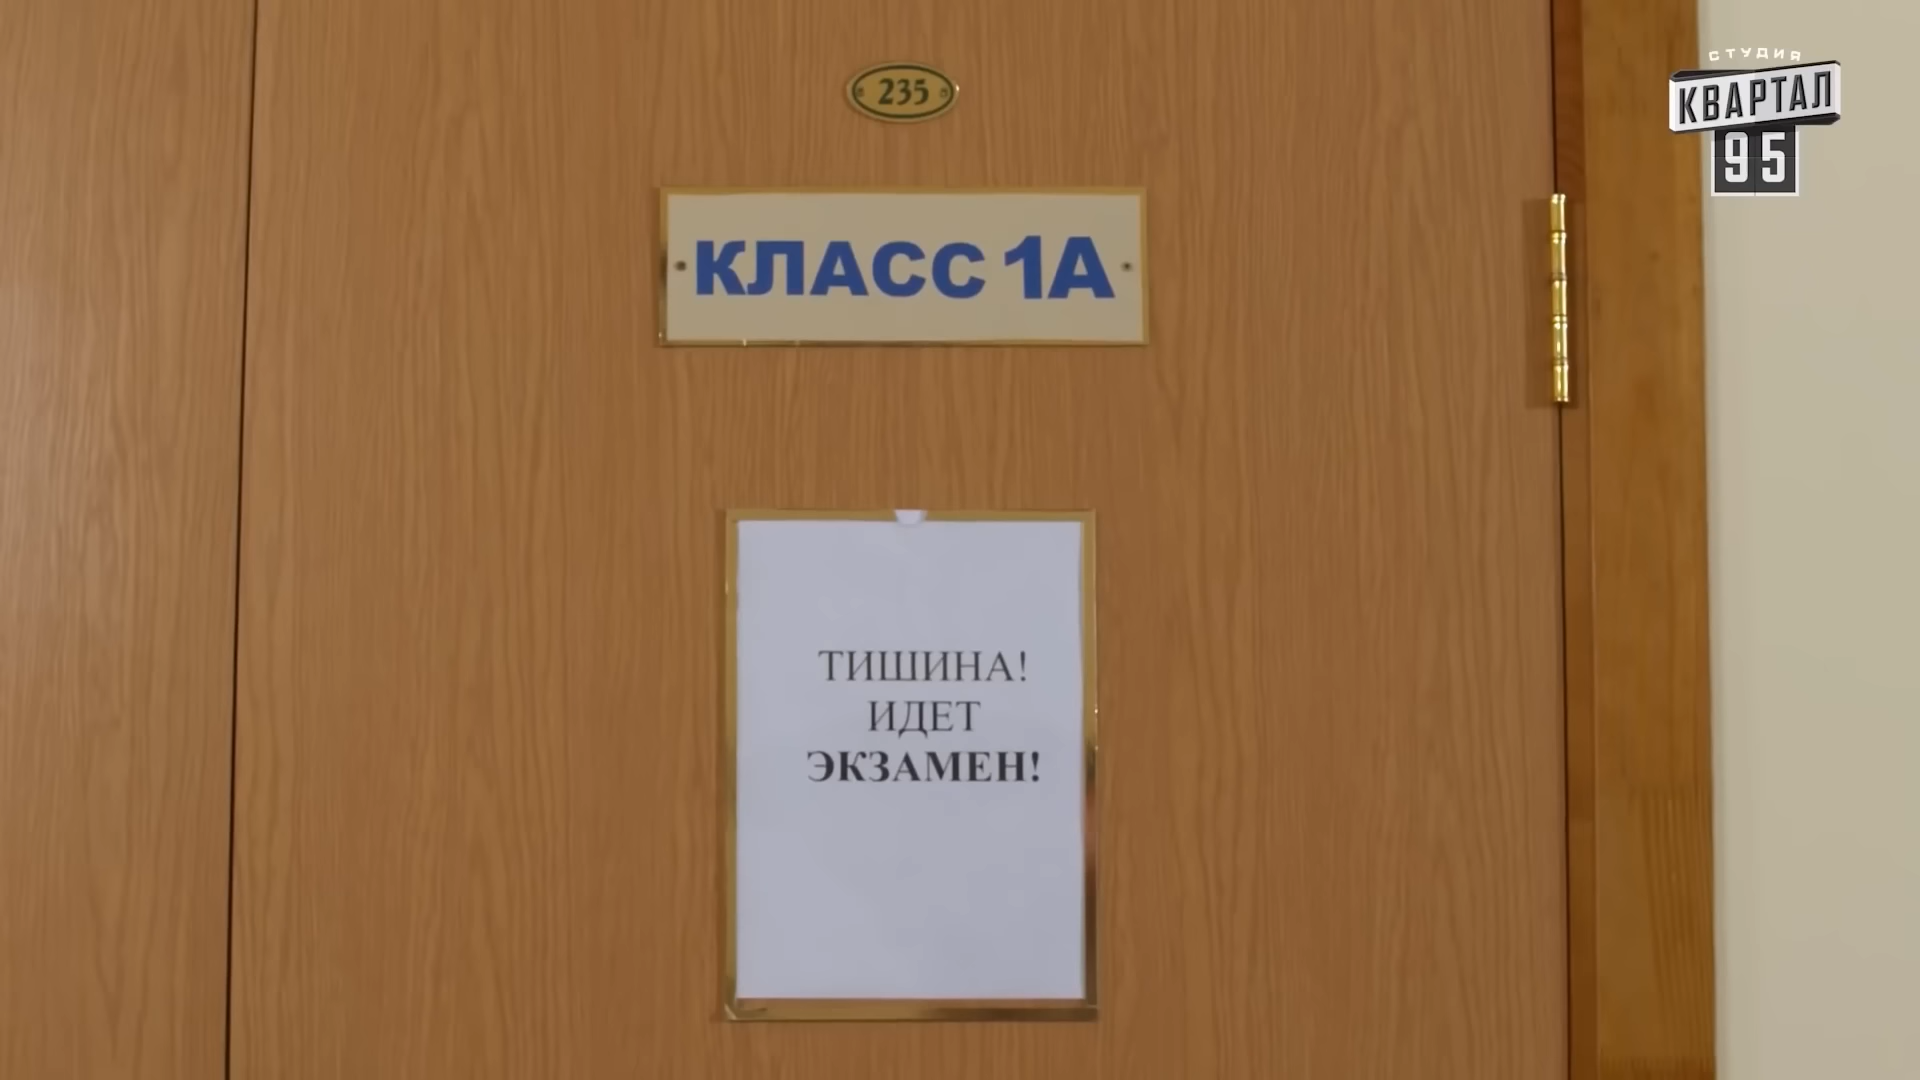 235
СТУДИЯ
КВАРТАЛ
95
КЛАСС 1А
ТИШИНА!
ИДЕТ
ЭКЗАМЕН!